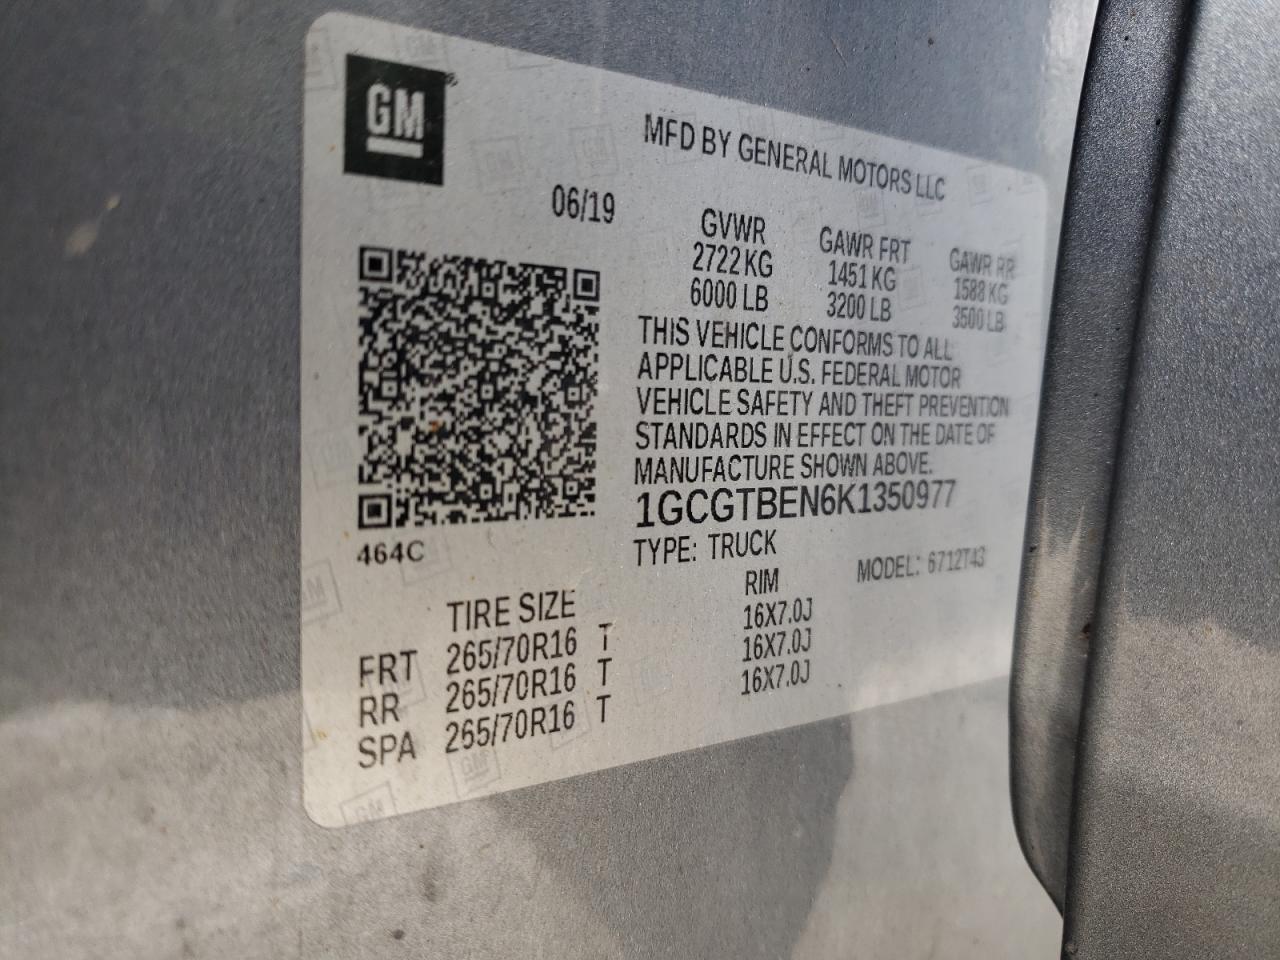 GM
MFD BY GENERAL MOTORS LLC
06/19
GVWR GAWR FRT GAWR RR
2722 KG 1451 KG 1588 KG
6000 LB 3200 LB 3500 LB
THIS VEHICLE CONFORMS TO ALL
APPLICABLE U.S. FEDERAL MOTOR
VEHICLE SAFETY AND THEFT PREVENTION
STANDARDS IN EFFECT ON THE DATE OF
MANUFACTURE SHOWN ABOVE.
1GCGTBEN6K1350977
464C
TYPE: TRUCK MODEL: 6712T43
TIRE SIZE RIM
FRT 265/70R16 T 16X7.0J
RR 265/70R16 T 16X7.0J
SPA 265/70R16 T 16X7.0J